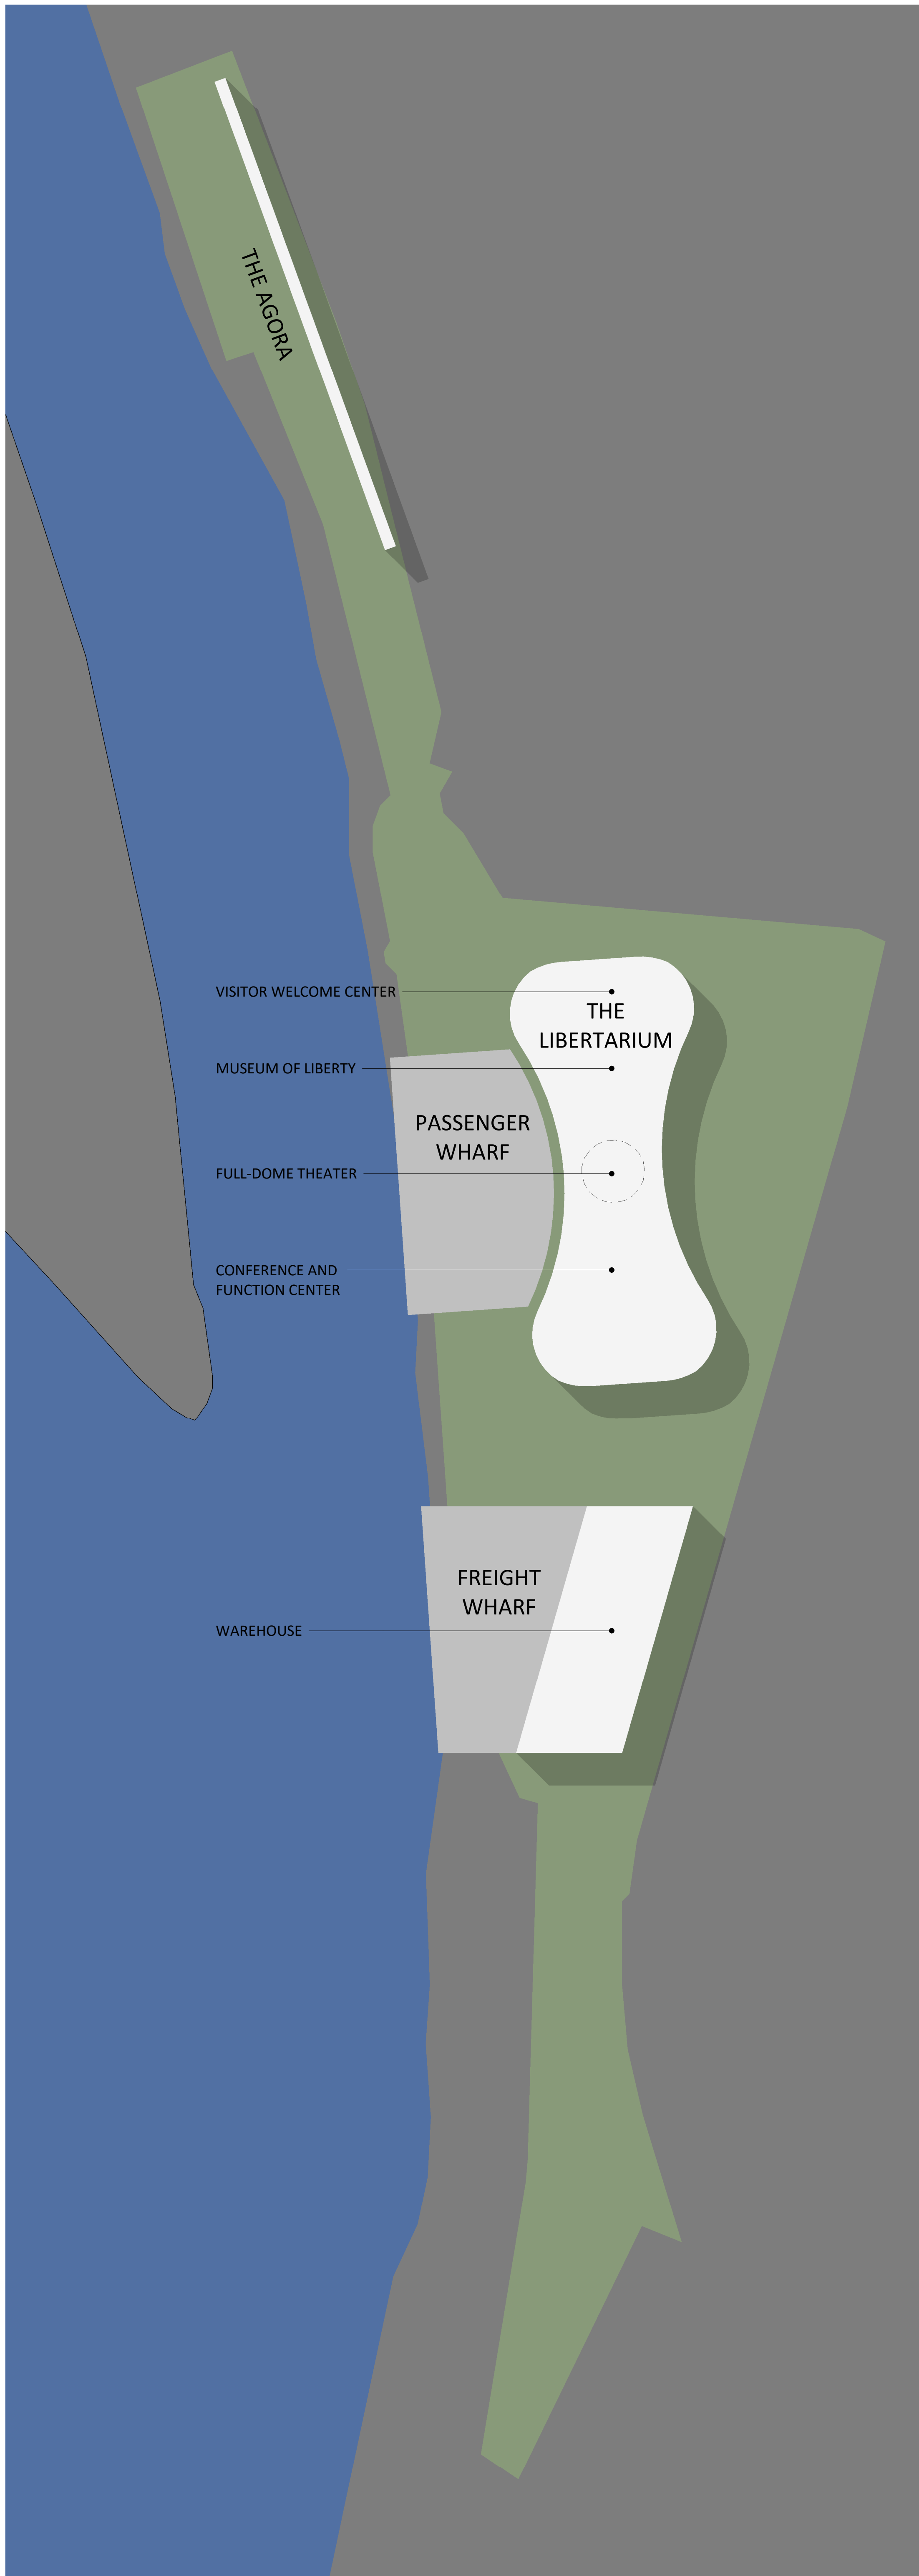 THE AGORA
VISITOR WELCOME CENTER
THE
LIBERTARIUM
MUSEUM OF LIBERTY
PASSENGER
WHARF
FULL-DOME THEATER
CONFERENCE AND
FUNCTION CENTER
FREIGHT
WHARF
WAREHOUSE